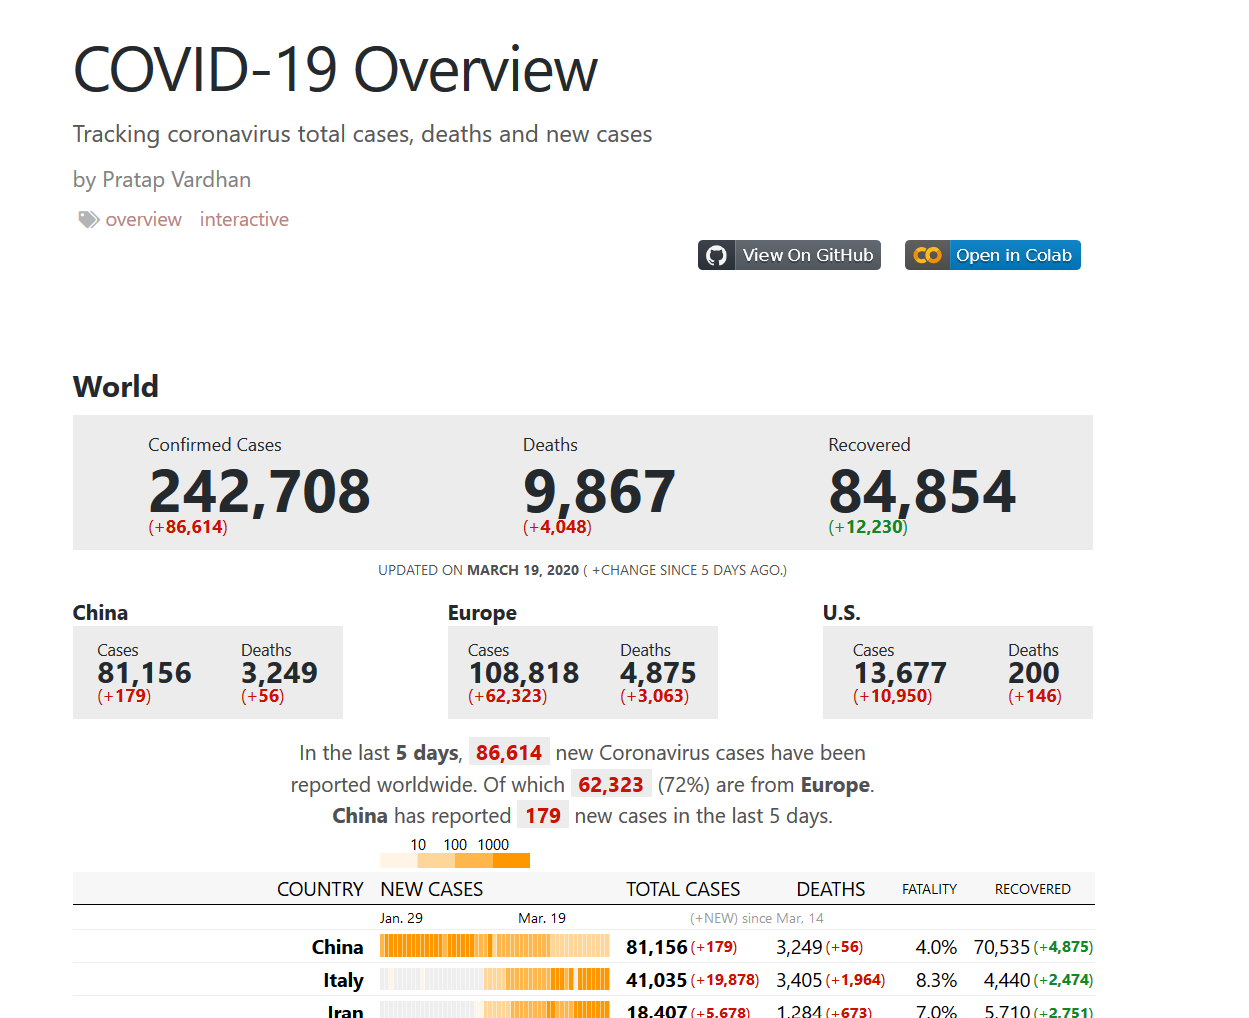 COVID-19 Overview
Tracking coronavirus total cases, deaths and new cases
by Pratap Vardhan
overview interactive
View On GitHub Open in Colab
World
Confirmed Cases Deaths Recovered
242,708 9,867 84,854
(+86,614) (+4,048) (+12,230)
UPDATED ON MARCH 19, 2020 ( +CHANGE SINCE 5 DAYS AGO.)
China Europe U.S.
Cases Deaths Cases Deaths Cases Deaths
81,156 3,249 108,818 4,875 13,677 200
(+179) (+56) (+62,323) (+3,063) (+10,950) (+146)
In the last 5 days, 86,614 new Coronavirus cases have been
reported worldwide. Of which 62,323 (72%) are from Europe.
China has reported 179 new cases in the last 5 days.
10 100 1000
COUNTRY NEW CASES TOTAL CASES DEATHS FATALITY RECOVERED
Jan. 29 Mar. 19 (+NEW) since Mar, 14
China 81,156 (+179) 3,249 (+56) 4.0% 70,535 (+4,875)
Italy 41,035 (+19,878) 3,405 (+1,964) 8.3% 4,440 (+2,474)
Iran 18,407 (+5,678) 1,284 (+673) 7.0% 5,710 (+2,751)